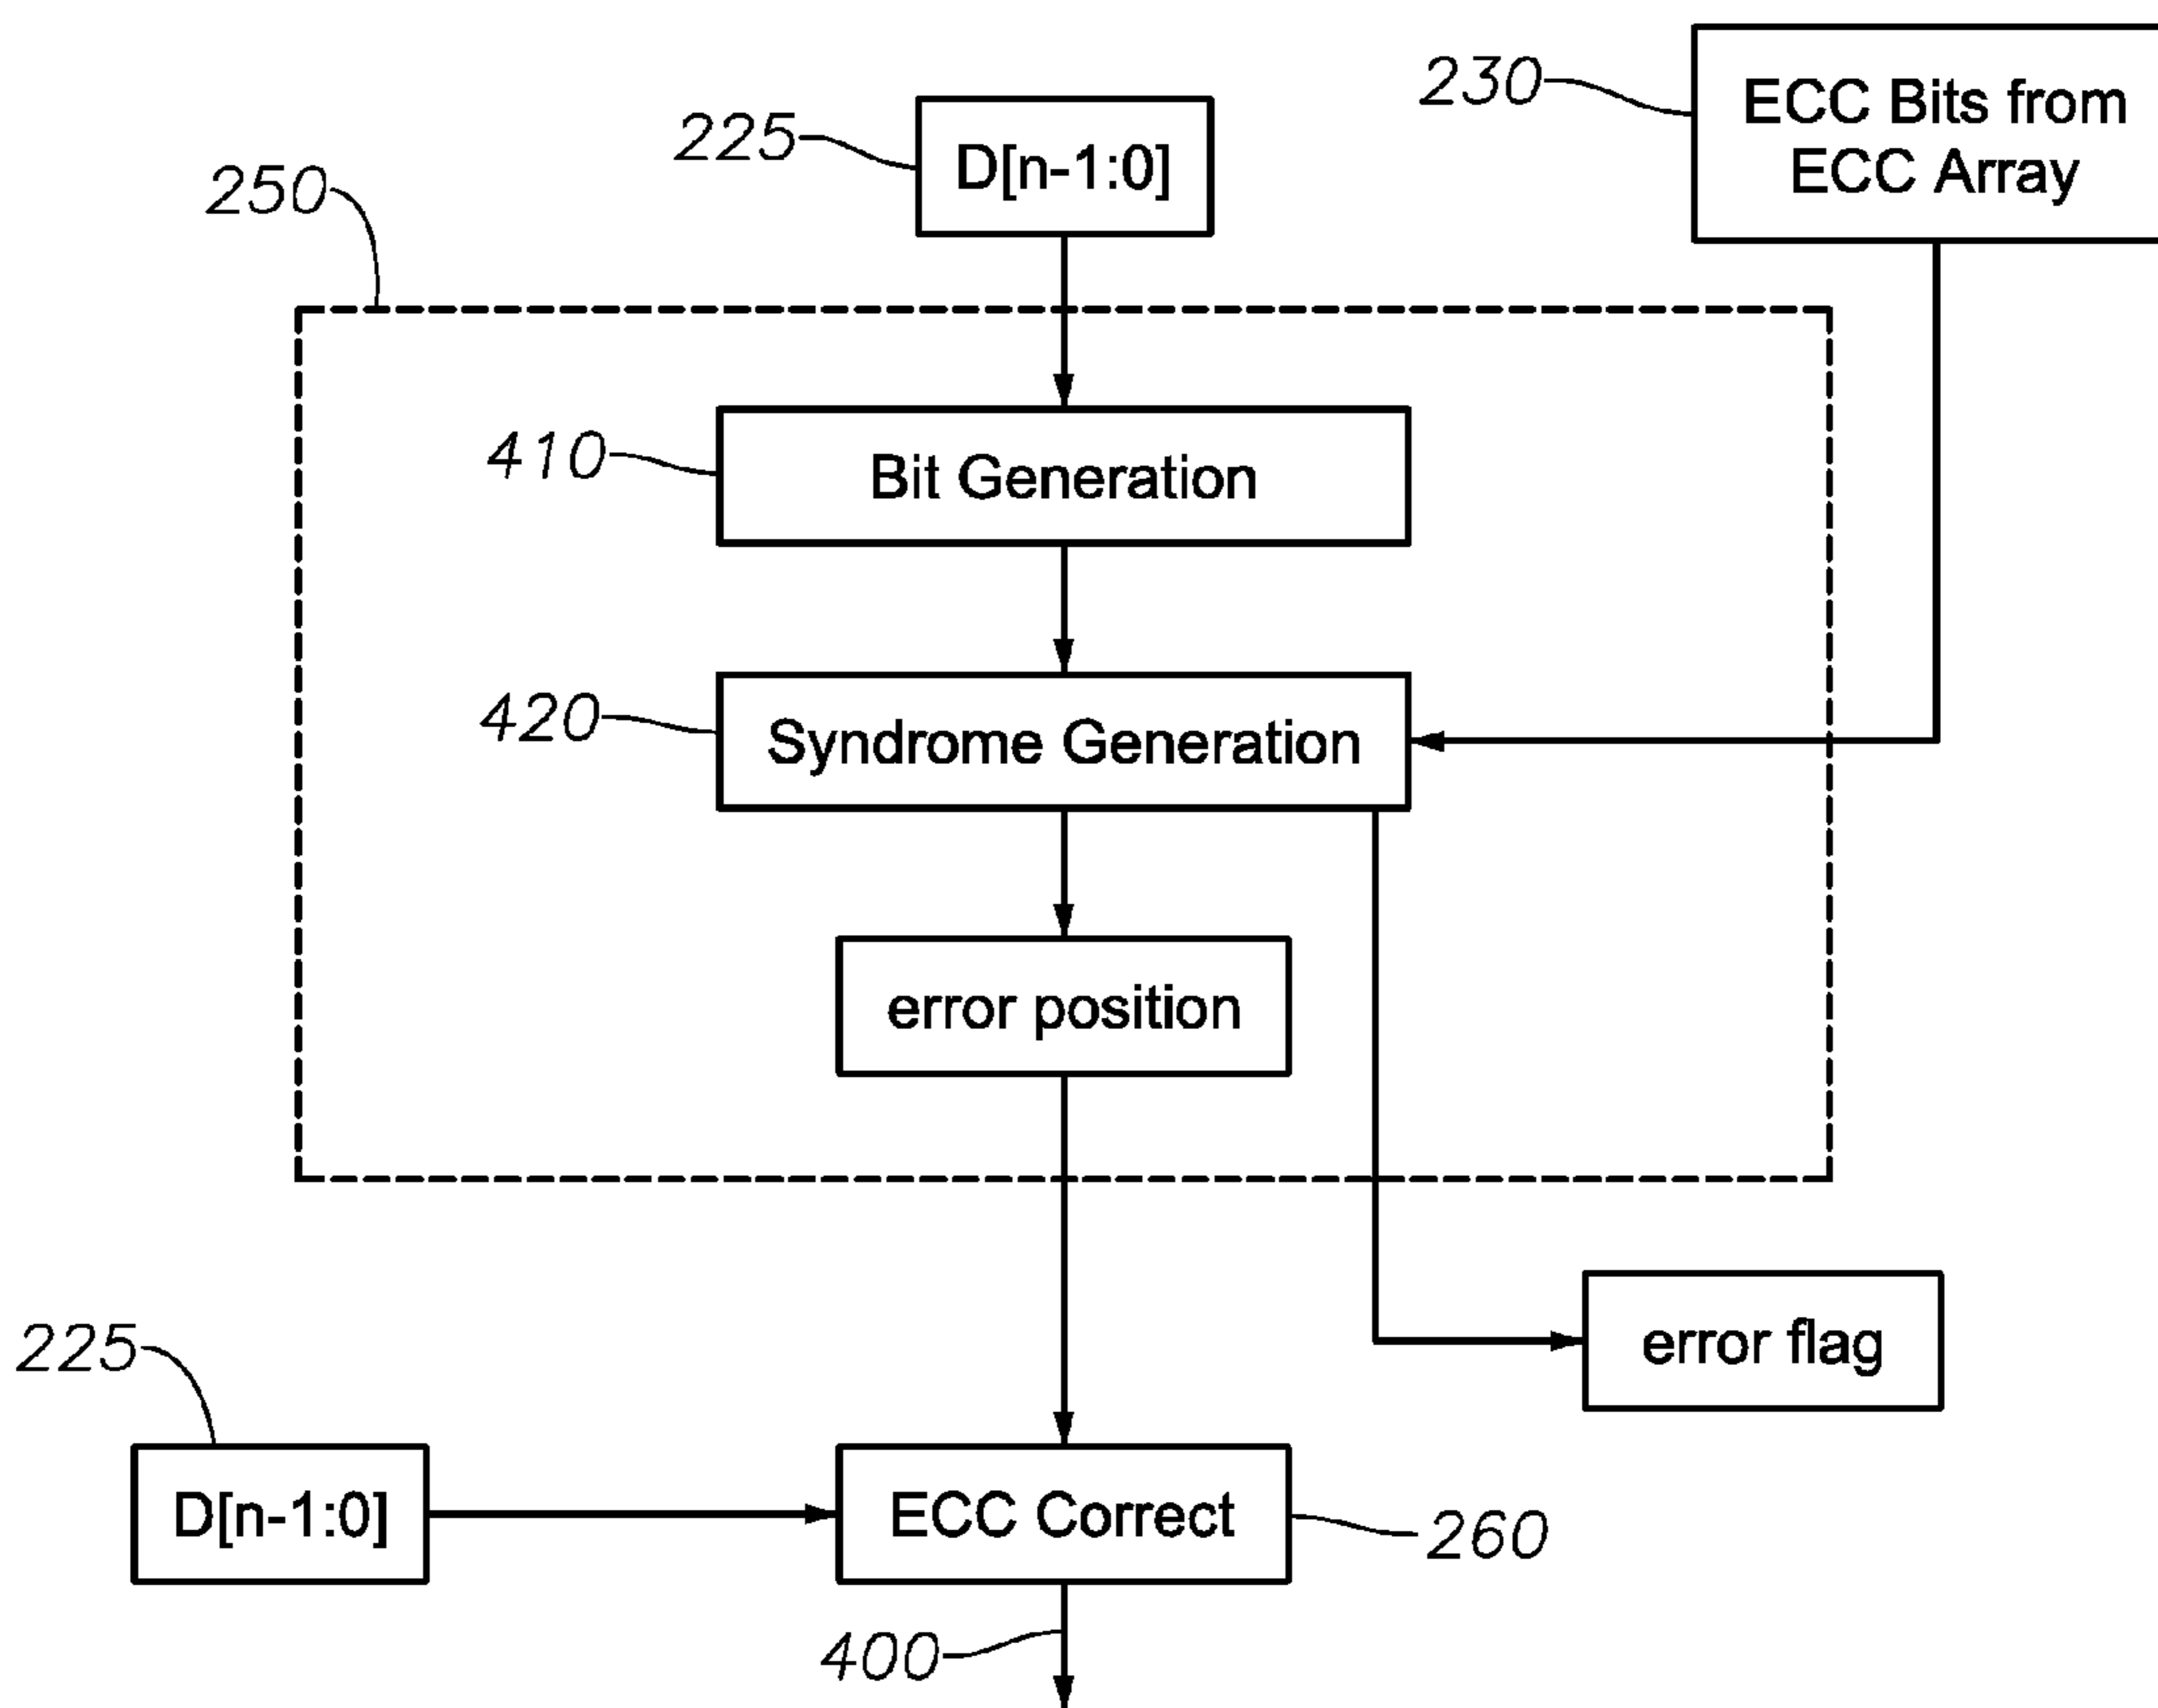 230
ECC Bits from
ECC Array
225
D[n-1:0]
250
410
Bit Generation
420
Syndrome Generation
error position
error flag
225
D[n-1:0]
ECC Correct
260
400